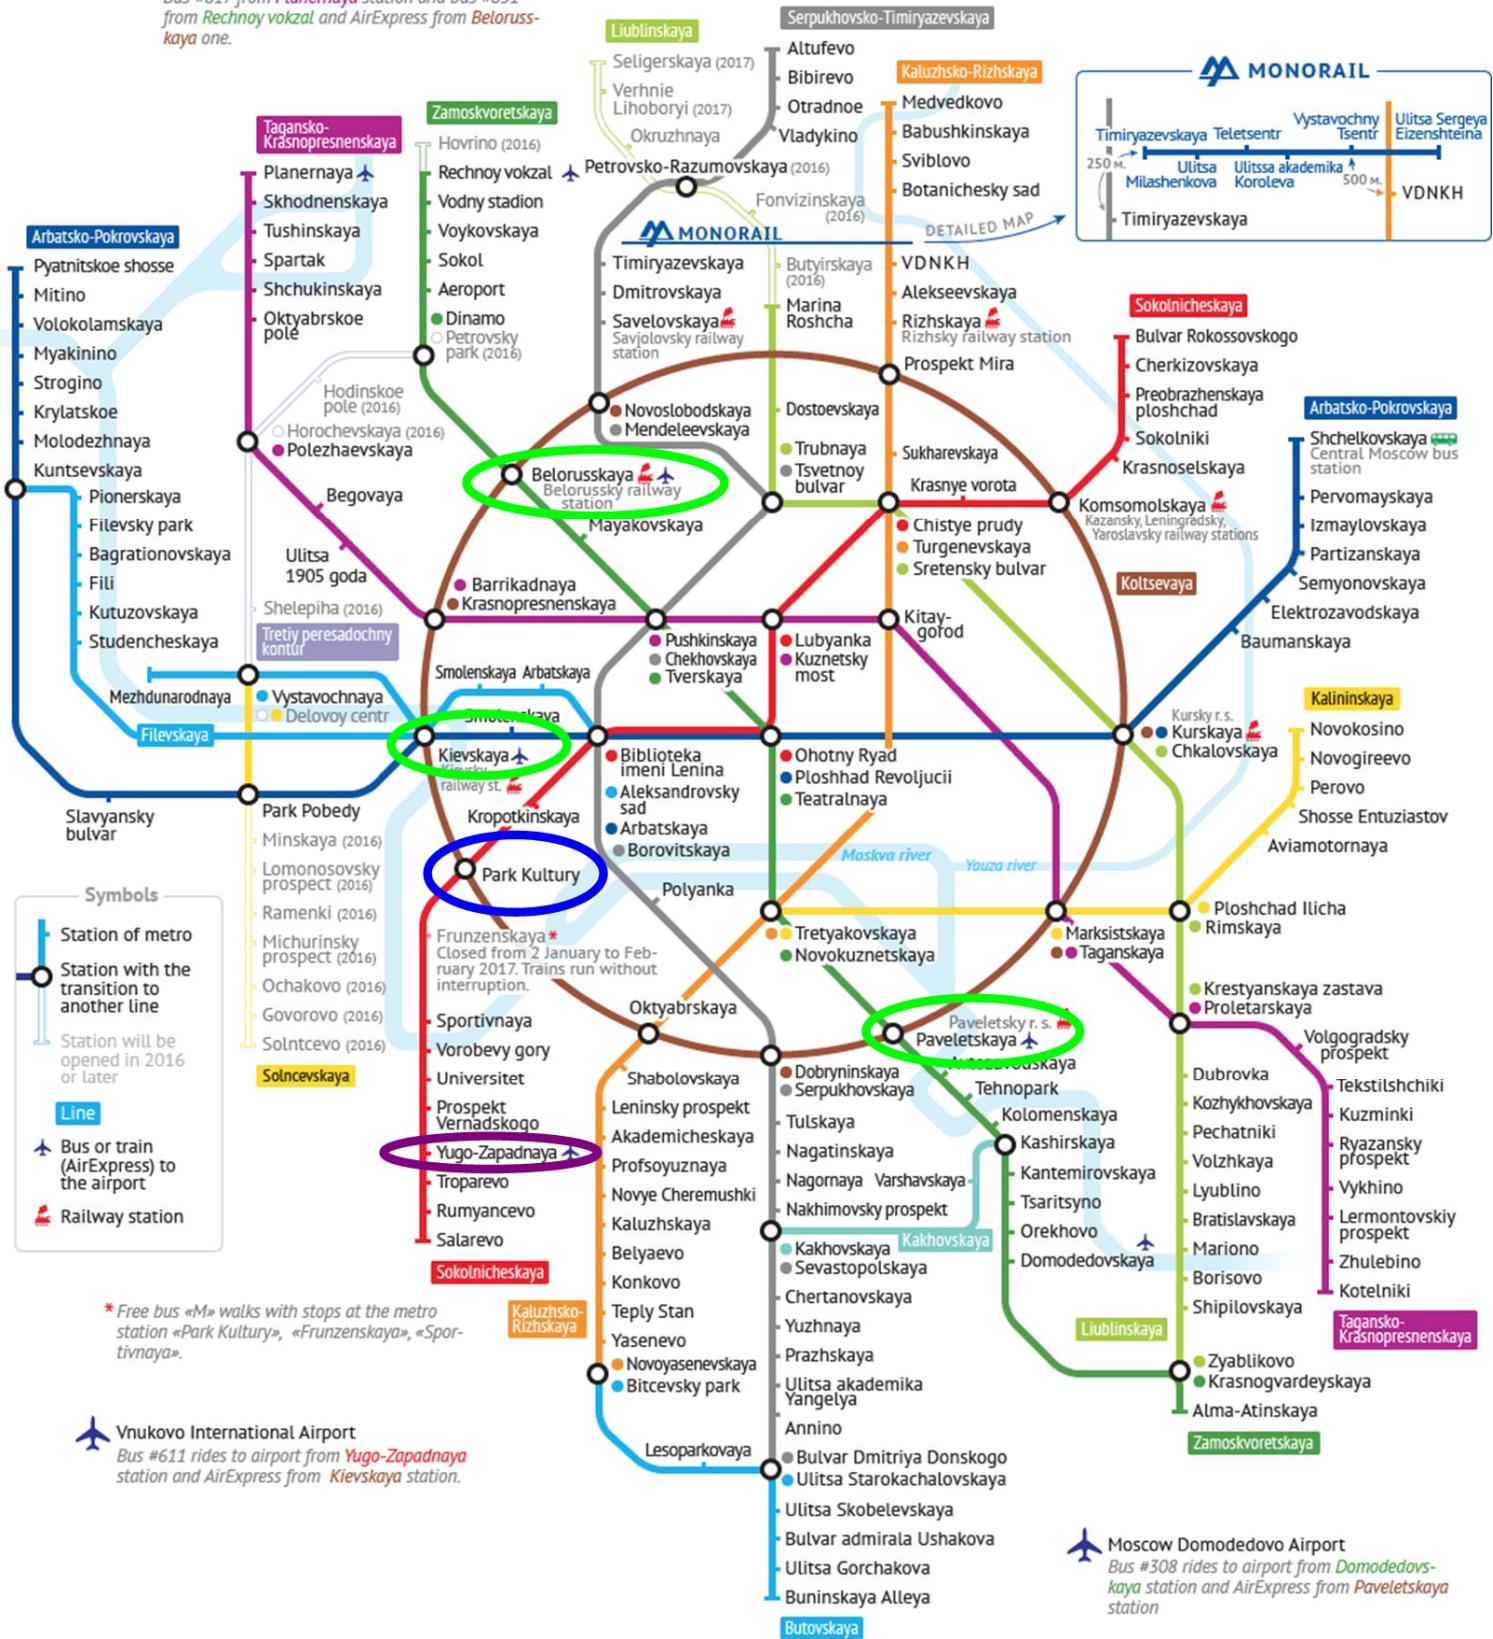 from Rechnoy vokzal and AirExpress from Beloruss-
kaya one.
Liublinskaya
Seligerskaya (2017)
Verhnie
Lihoboryi (2017)
Okruzhnaya
Petrovsko-Razumovskaya (2016)
Fonvizinskaya
(2016)
Butyirskaya
(2016)
Marina
Roshcha
Dostoevskaya
Trubnaya
Tsvetnoy
bulvar
Serpukhovsko-Timiryazevskaya
Altufevo
Bibirevo
Otradnoe
Vladykino
MONORAIL
DETAILED MAP
Timiryazevskaya
Dmitrovskaya
Savelovskaya
Savjolovsky railway
station
Novoslobodskaya
Mendeleevskaya
Kaluzhsko-Rizhskaya
Medvedkovo
Babushkinskaya
Sviblovo
Botanichesky sad
VDNKH
Alekseevskaya
Rizhskaya
Rizhsky railway station
Prospekt Mira
Sukharevskaya
MONORAIL
Timiryazevskaya
Teletsentr
Vystavochny
Tsentr
Ulitsa Sergeya
Eizenshteina
250 м.
Ulitsa
Milashenkova
Ulitssa akademika
Koroleva
500 м.
VDNKH
Timiryazevskaya
Tagansko-
Krasnopresnenskaya
Planernaya
Skhodnenskaya
Tushinskaya
Spartak
Shchukinskaya
Oktyabrskoe
pole
Hodinskoe
pole (2016)
Horochevskaya (2016)
Polezhaevskaya
Begovaya
Ulitsa
1905 goda
Shelepiha (2016)
Tretiy peresadochny
kontur
Zamoskvoretskaya
Hovrino (2016)
Rechnoy vokzal
Vodny stadion
Voykovskaya
Sokol
Aeroport
Dinamo
Petrovsky
park (2016)
Belorusskaya
Belorussky railway
station
Mayakovskaya
Barrikadnaya
Krasnopresnenskaya
Arbatsko-Pokrovskaya
Pyatnitskoe shosse
Mitino
Volokolamskaya
Myakinino
Strogino
Krylatskoe
Molodezhnaya
Kuntsevskaya
Pionerskaya
Filevsky park
Bagrationovskaya
Fili
Kutuzovskaya
Studencheskaya
Mezhdunarodnaya
Vystavochnaya
Delovoy centr
Filevskaya
Slavyansky
bulvar
Park Pobedy
Minskaya (2016)
Lomonosovsky
prospect (2016)
Ramenki (2016)
Michurinsky
prospect (2016)
Ochakovo (2016)
Govorovo (2016)
Solntcevo (2016)
Solncevskaya
Sokolnicheskaya
Bulvar Rokossovskogo
Cherkizovskaya
Preobrazhenskaya
ploshchad
Sokolniki
Krasnoselskaya
Krasnye vorota
Komsomolskaya
Kazansky, Leningradsky,
Yaroslavsky railway stations
Chistye prudy
Turgenevskaya
Sretensky bulvar
Koltsevaya
Arbatsko-Pokrovskaya
Shchelkovskaya
Central Moscow bus
station
Pervomayskaya
Izmaylovskaya
Partizanskaya
Semyonovskaya
Elektrozavodskaya
Baumanskaya
Pushkinskaya
Chekhovskaya
Tverskaya
Lubyanka
Kuznetsky
most
Kitay-
gorod
Smolenskaya Arbatskaya
Smolenskaya
Kievskaya
Kievsky
railway st.
Kropotkinskaya
Park Kultury
Biblioteka
imeni Lenina
Aleksandrovsky
sad
Arbatskaya
Borovitskaya
Polyanka
Ohotny Ryad
Ploshhad Revoljucii
Teatralnaya
Moskva river
Yauza river
Kursky r. s.
Kurskaya
Chkalovskaya
Kalininskaya
Novokosino
Novogireevo
Perovo
Shosse Entuziastov
Aviamotornaya
Ploshchad Ilicha
Rimskaya
Marksistskaya
Taganskaya
Tretyakovskaya
Novokuznetskaya
Krestyanskaya zastava
Proletarskaya
Symbols
Station of metro
Station with the
transition to
another line
Station will be
opened in 2016
or later
Line
Bus or train
(AirExpress) to
the airport
Railway station
Frunzenskaya*
Closed from 2 January to Feb-
ruary 2017. Trains run without
interruption.
Sportivnaya
Vorobevy gory
Universitet
Prospekt
Vernadskogo
Yugo-Zapadnaya
Troparevo
Rumyancevo
Salarevo
Sokolnicheskaya
Oktyabrskaya
Shabolovskaya
Leninsky prospekt
Akademicheskaya
Profsoyuznaya
Novye Cheremushki
Kaluzhskaya
Belyaevo
Konkovo
Teply Stan
Yasenevo
Novoyasenevskaya
Bitcevsky park
Kaluzhsko-
Rizhskaya
Lesoparkovaya
Dobryninskaya
Serpukhovskaya
Tulskaya
Nagatinskaya
Nagornaya
Varshavskaya
Nakhimovsky prospekt
Kakhovskaya
Kakhovskaya
Sevastopolskaya
Chertanovskaya
Yuzhnaya
Prazhskaya
Ulitsa akademika
Yangelya
Annino
Bulvar Dmitriya Donskogo
Ulitsa Starokachalovskaya
Ulitsa Skobelevskaya
Bulvar admirala Ushakova
Ulitsa Gorchakova
Buninskaya Alleya
Butovskaya
Paveletsky r. s.
Paveletskaya
Avtozavodskaya
Tehnopark
Kolomenskaya
Kashirskaya
Kantemirovskaya
Tsaritsyno
Orekhovo
Domodedovskaya
Dubrovka
Kozhykhovskaya
Pechatniki
Volzhkaya
Lyublino
Bratislavskaya
Mariono
Borisovo
Shipilovskaya
Liublinskaya
Zyablikovo
Krasnogvardeyskaya
Alma-Atinskaya
Zamoskvoretskaya
Volgogradsky
prospekt
Tekstilshchiki
Kuzminki
Ryazansky
prospekt
Vykhino
Lermontovskiy
prospekt
Zhulebino
Kotelniki
Tagansko-
Krasnopresnenskaya
* Free bus «M» walks with stops at the metro
station «Park Kultury», «Frunzenskaya», «Spor-
tivnaya».
Vnukovo International Airport
Bus #611 rides to airport from Yugo-Zapadnaya
station and AirExpress from Kievskaya station.
Moscow Domodedovo Airport
Bus #308 rides to airport from Domodedovs-
kaya station and AirExpress from Paveletskaya
station